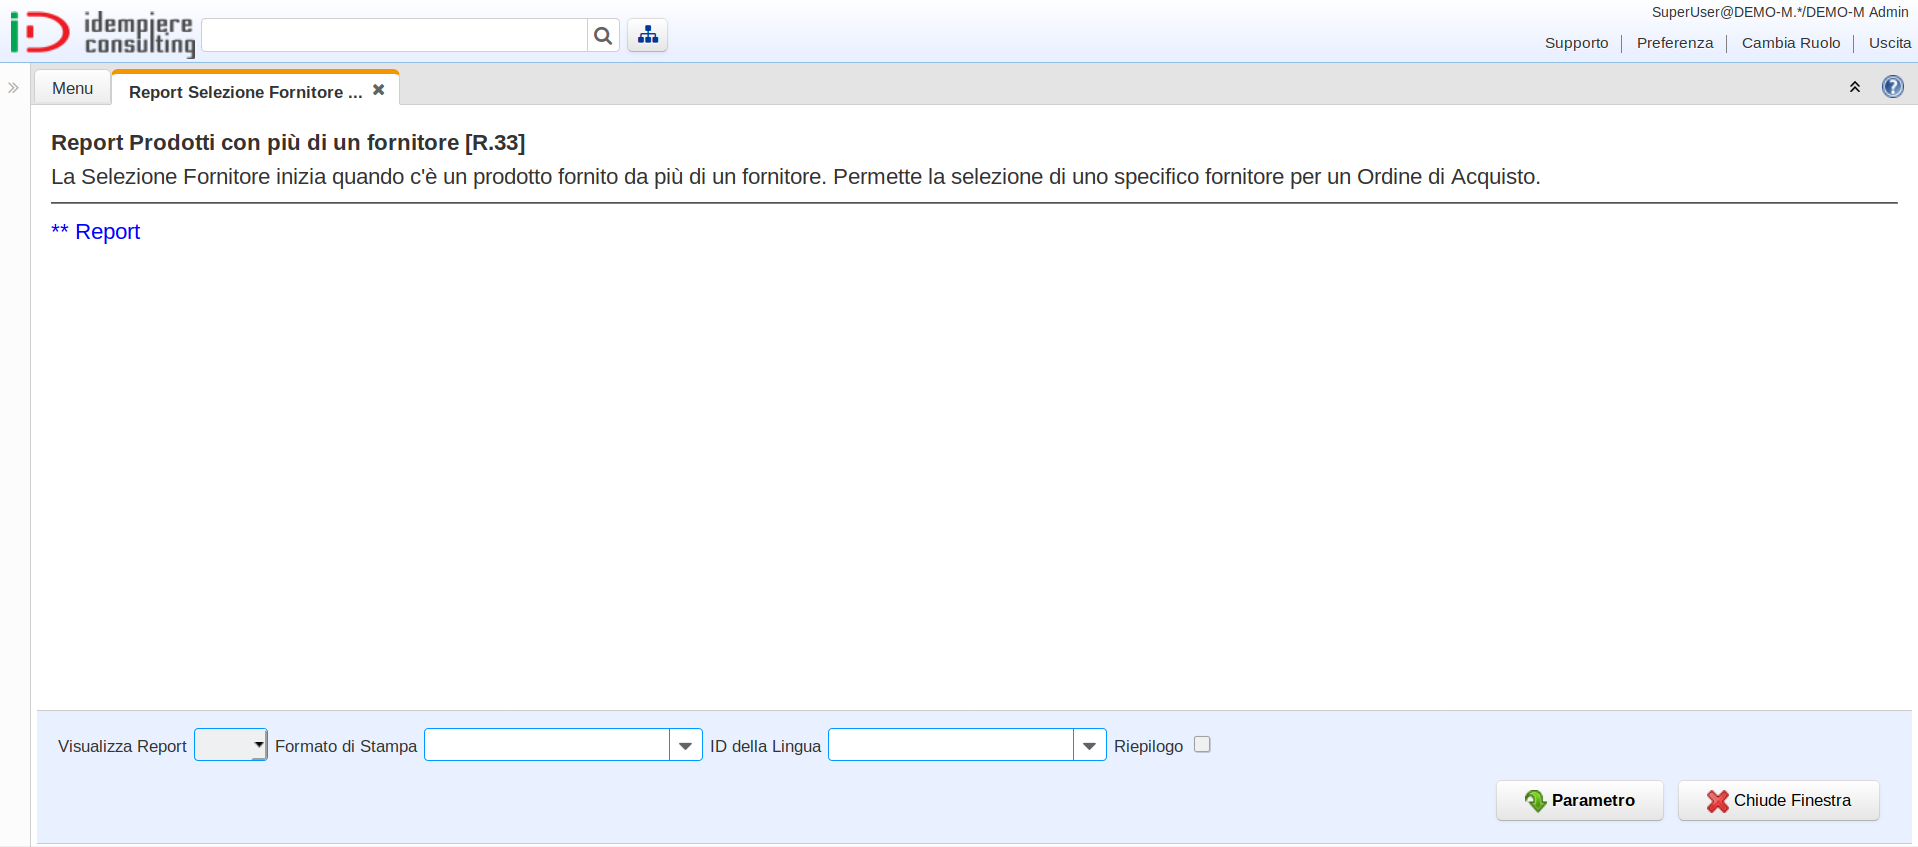 idempiere
consulting
SuperUser@DEMO-M.*/DEMO-M Admin
Supporto
Preferenza
Cambia Ruolo
Uscita
Menu
Report Selezione Fornitore ...
Report Prodotti con più di un fornitore [R.33]
La Selezione Fornitore inizia quando c'è un prodotto fornito da più di un fornitore. Permette la selezione di uno specifico fornitore per un Ordine di Acquisto.
** Report
Visualizza Report
Formato di Stampa
ID della Lingua
Riepilogo
Parametro
Chiude Finestra